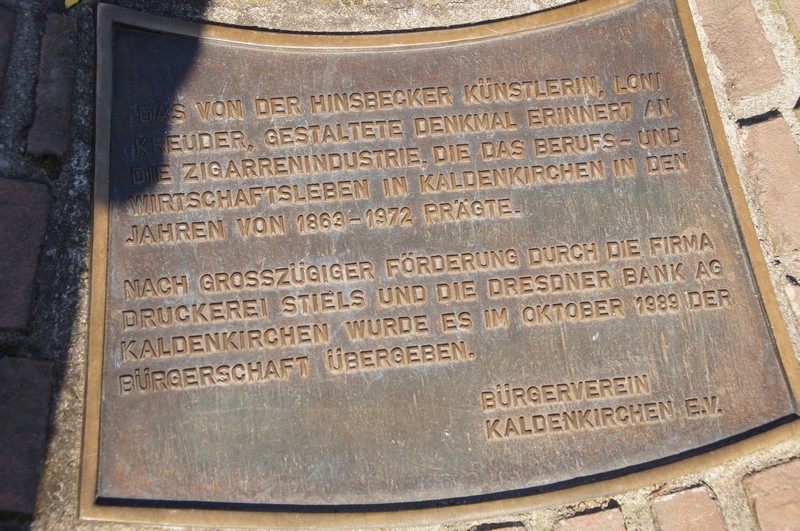 DAS VON DER HINSBECKER KÜNSTLERIN, LONI
KREUDER, GESTALTETE DENKMAL ERINNERT AN
DIE ZIGARRENINDUSTRIE, DIE DAS BERUFS- UND
WIRTSCHAFTSLEBEN IN KALDENKIRCHEN IN DEN
JAHREN VON 1863-1972 PRÄGTE.
NACH GROSSZÜGIGER FÖRDERUNG DURCH DIE FIRMA
DRUCKEREI STIELS UND DIE DRESDNER BANK AG
KALDENKIRCHEN WURDE ES IM OKTOBER 1989 DER
BÜRGERSCHAFT ÜBERGEBEN.
BÜRGERVEREIN
KALDENKIRCHEN E.V.